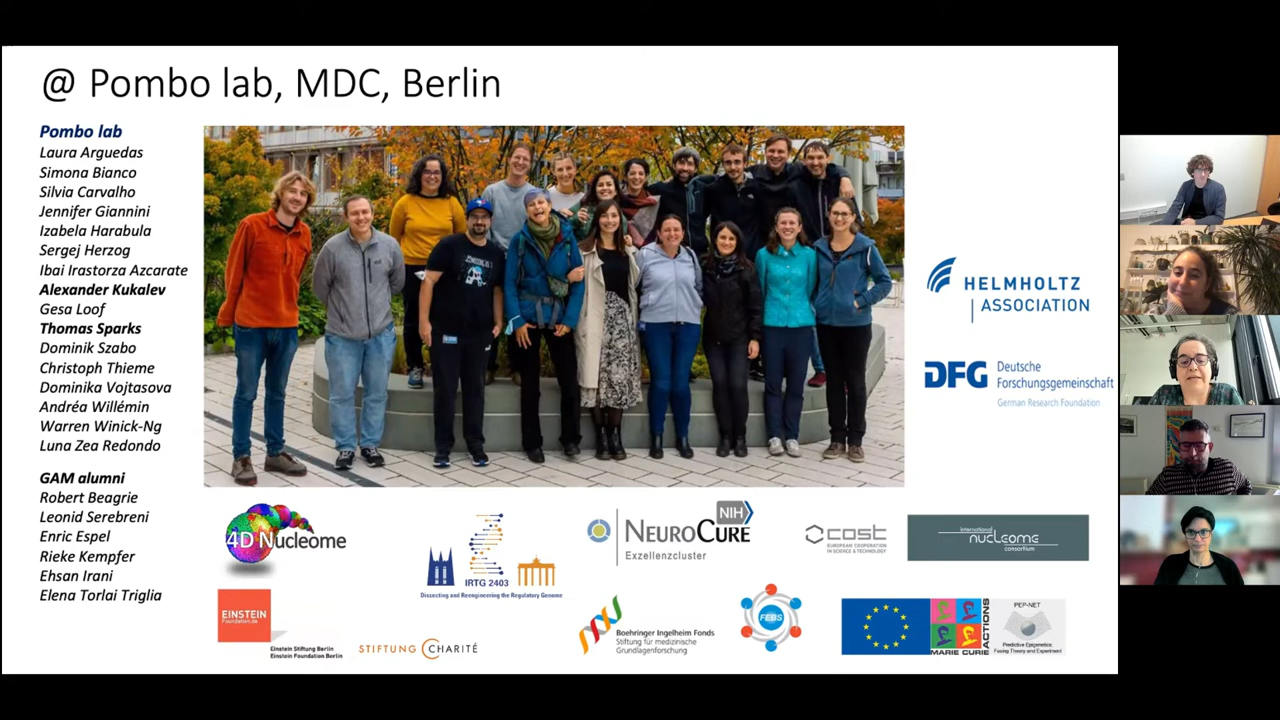 @ Pombo lab, MDC, Berlin
Pombo lab
Laura Arguedas
Simona Bianco
Silvia Carvalho
Jennifer Giannini
Izabela Harabula
Sergej Herzog
Ibai Irastorza Azcarate
Alexander Kukalev
Gesa Loof
Thomas Sparks
Dominik Szabo
Christoph Thieme
Dominika Vojtasova
Andréa Willémin
Warren Winick-Ng
Luna Zea Redondo
GAM alumni
Robert Beagrie
Leonid Serebreni
Enric Espel
Rieke Kempfer
Ehsan Irani
Elena Torlai Triglia
HELMHOLTZ
ASSOCIATION
DFG
Deutsche
Forschungsgemeinschaft
German Research Foundation
4D Nucleome
IRTG 2403
Dissecting and Reengineering the Regulatory Genome
NIH
NEUROCURE
Exzellenzcluster
cost
EUROPEAN COOPERATION
IN SCIENCE & TECHNOLOGY
international
nucleome
consortium
EINSTEIN
Foundation.de
Einstein Stiftung Berlin
Einstein Foundation Berlin
STIFTUNG CHARITÉ
Boehringer Ingelheim Fonds
Stiftung für medizinische
Grundlagenforschung
FEBS
MARIE CURIE
ACTIONS
PEP-NET
Predictive Epigenetics:
Fusing Theory and Experiment